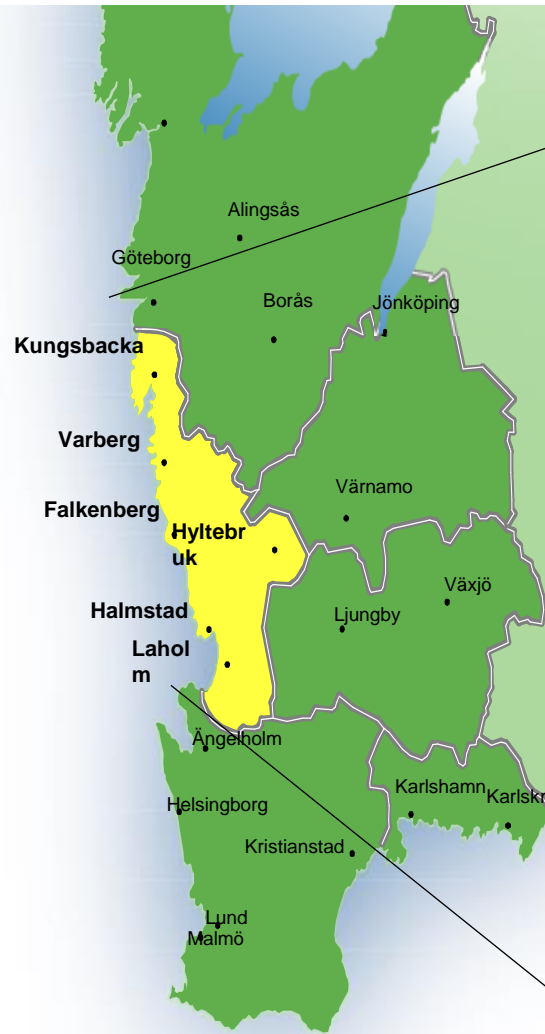 Alingsås
Göteborg
Borås
Jönköping
Kungsbacka
Varberg
Värnamo
Falkenberg
Hyltebr
uk
Växjö
Halmstad
Ljungby
Lahol
m
Ängelholm
Karlshamn
Helsingborg
Karlskr
Kristianstad
Lund
Malmö